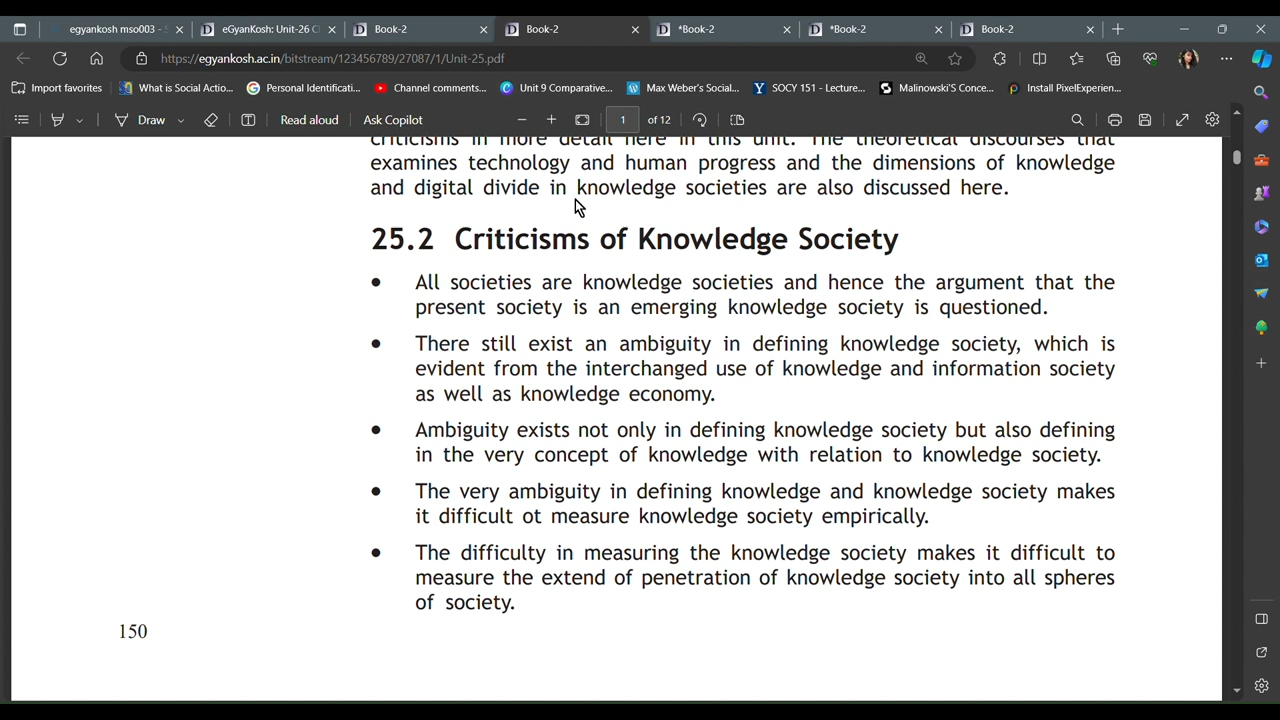 egyankosh mso003 - S
eGyanKosh: Unit-26 C
Book-2
Book-2
*Book-2
*Book-2
Book-2
https://egyankosh.ac.in/bitstream/123456789/27087/1/Unit-25.pdf
Import favorites
What is Social Actio...
Personal Identificati...
Channel comments...
Unit 9 Comparative...
Max Weber's Social...
SOCY 151 - Lecture...
Malinowski'S Conce...
Install PixelExperien...
Draw
Read aloud
Ask Copilot
1
of 12
criticisms in more detail here in this unit. The theoretical discourses that
examines technology and human progress and the dimensions of knowledge
and digital divide in knowledge societies are also discussed here.
25.2 Criticisms of Knowledge Society
• All societies are knowledge societies and hence the argument that the
present society is an emerging knowledge society is questioned.
• There still exist an ambiguity in defining knowledge society, which is
evident from the interchanged use of knowledge and information society
as well as knowledge economy.
• Ambiguity exists not only in defining knowledge society but also defining
in the very concept of knowledge with relation to knowledge society.
• The very ambiguity in defining knowledge and knowledge society makes
it difficult ot measure knowledge society empirically.
• The difficulty in measuring the knowledge society makes it difficult to
measure the extend of penetration of knowledge society into all spheres
of society.
150